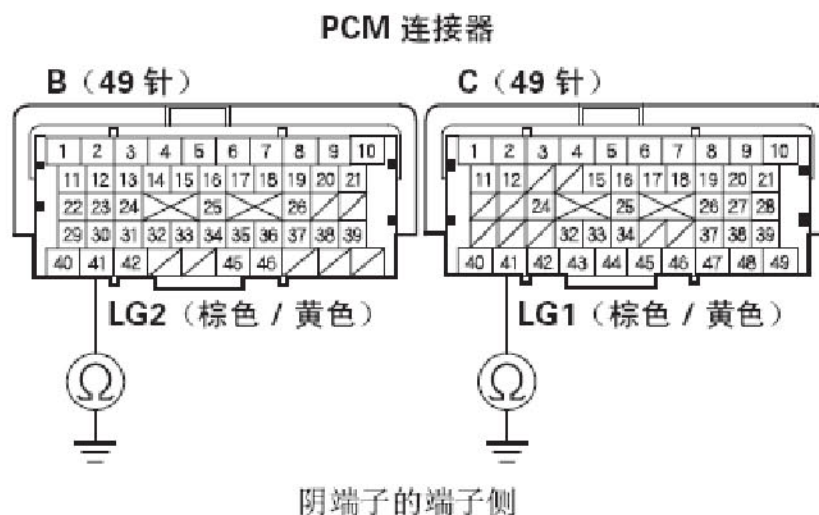 PCM 连接器
B（49 针）
C（49 针）
1 2 3 4 5 6 7 8 9 10
11 12 13 14 15 16 17 18 19 20 21
22 23 24 25 26
29 30 31 32 33 34 35 36 37 38 39
40 41 42 45 46
1 2 3 4 5 6 7 8 9 10
11 12 15 16 17 18 19 20 21
24 25 26 27 28
32 33 34 37 38 39
40 41 42 43 44 45 46 47 48 49
LG2（棕色 / 黄色）
LG1（棕色 / 黄色）
Ω
Ω
阴端子的端子侧